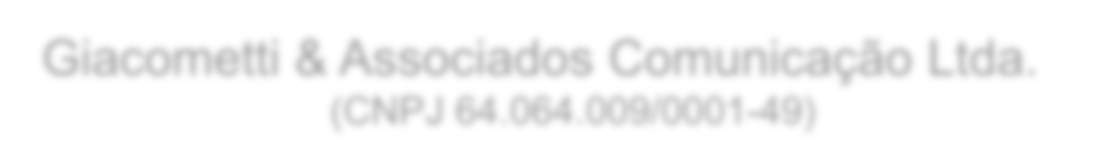 Giacometti & Associados Comunicação Ltda.
(CNPJ 64.064.009/0001-49)